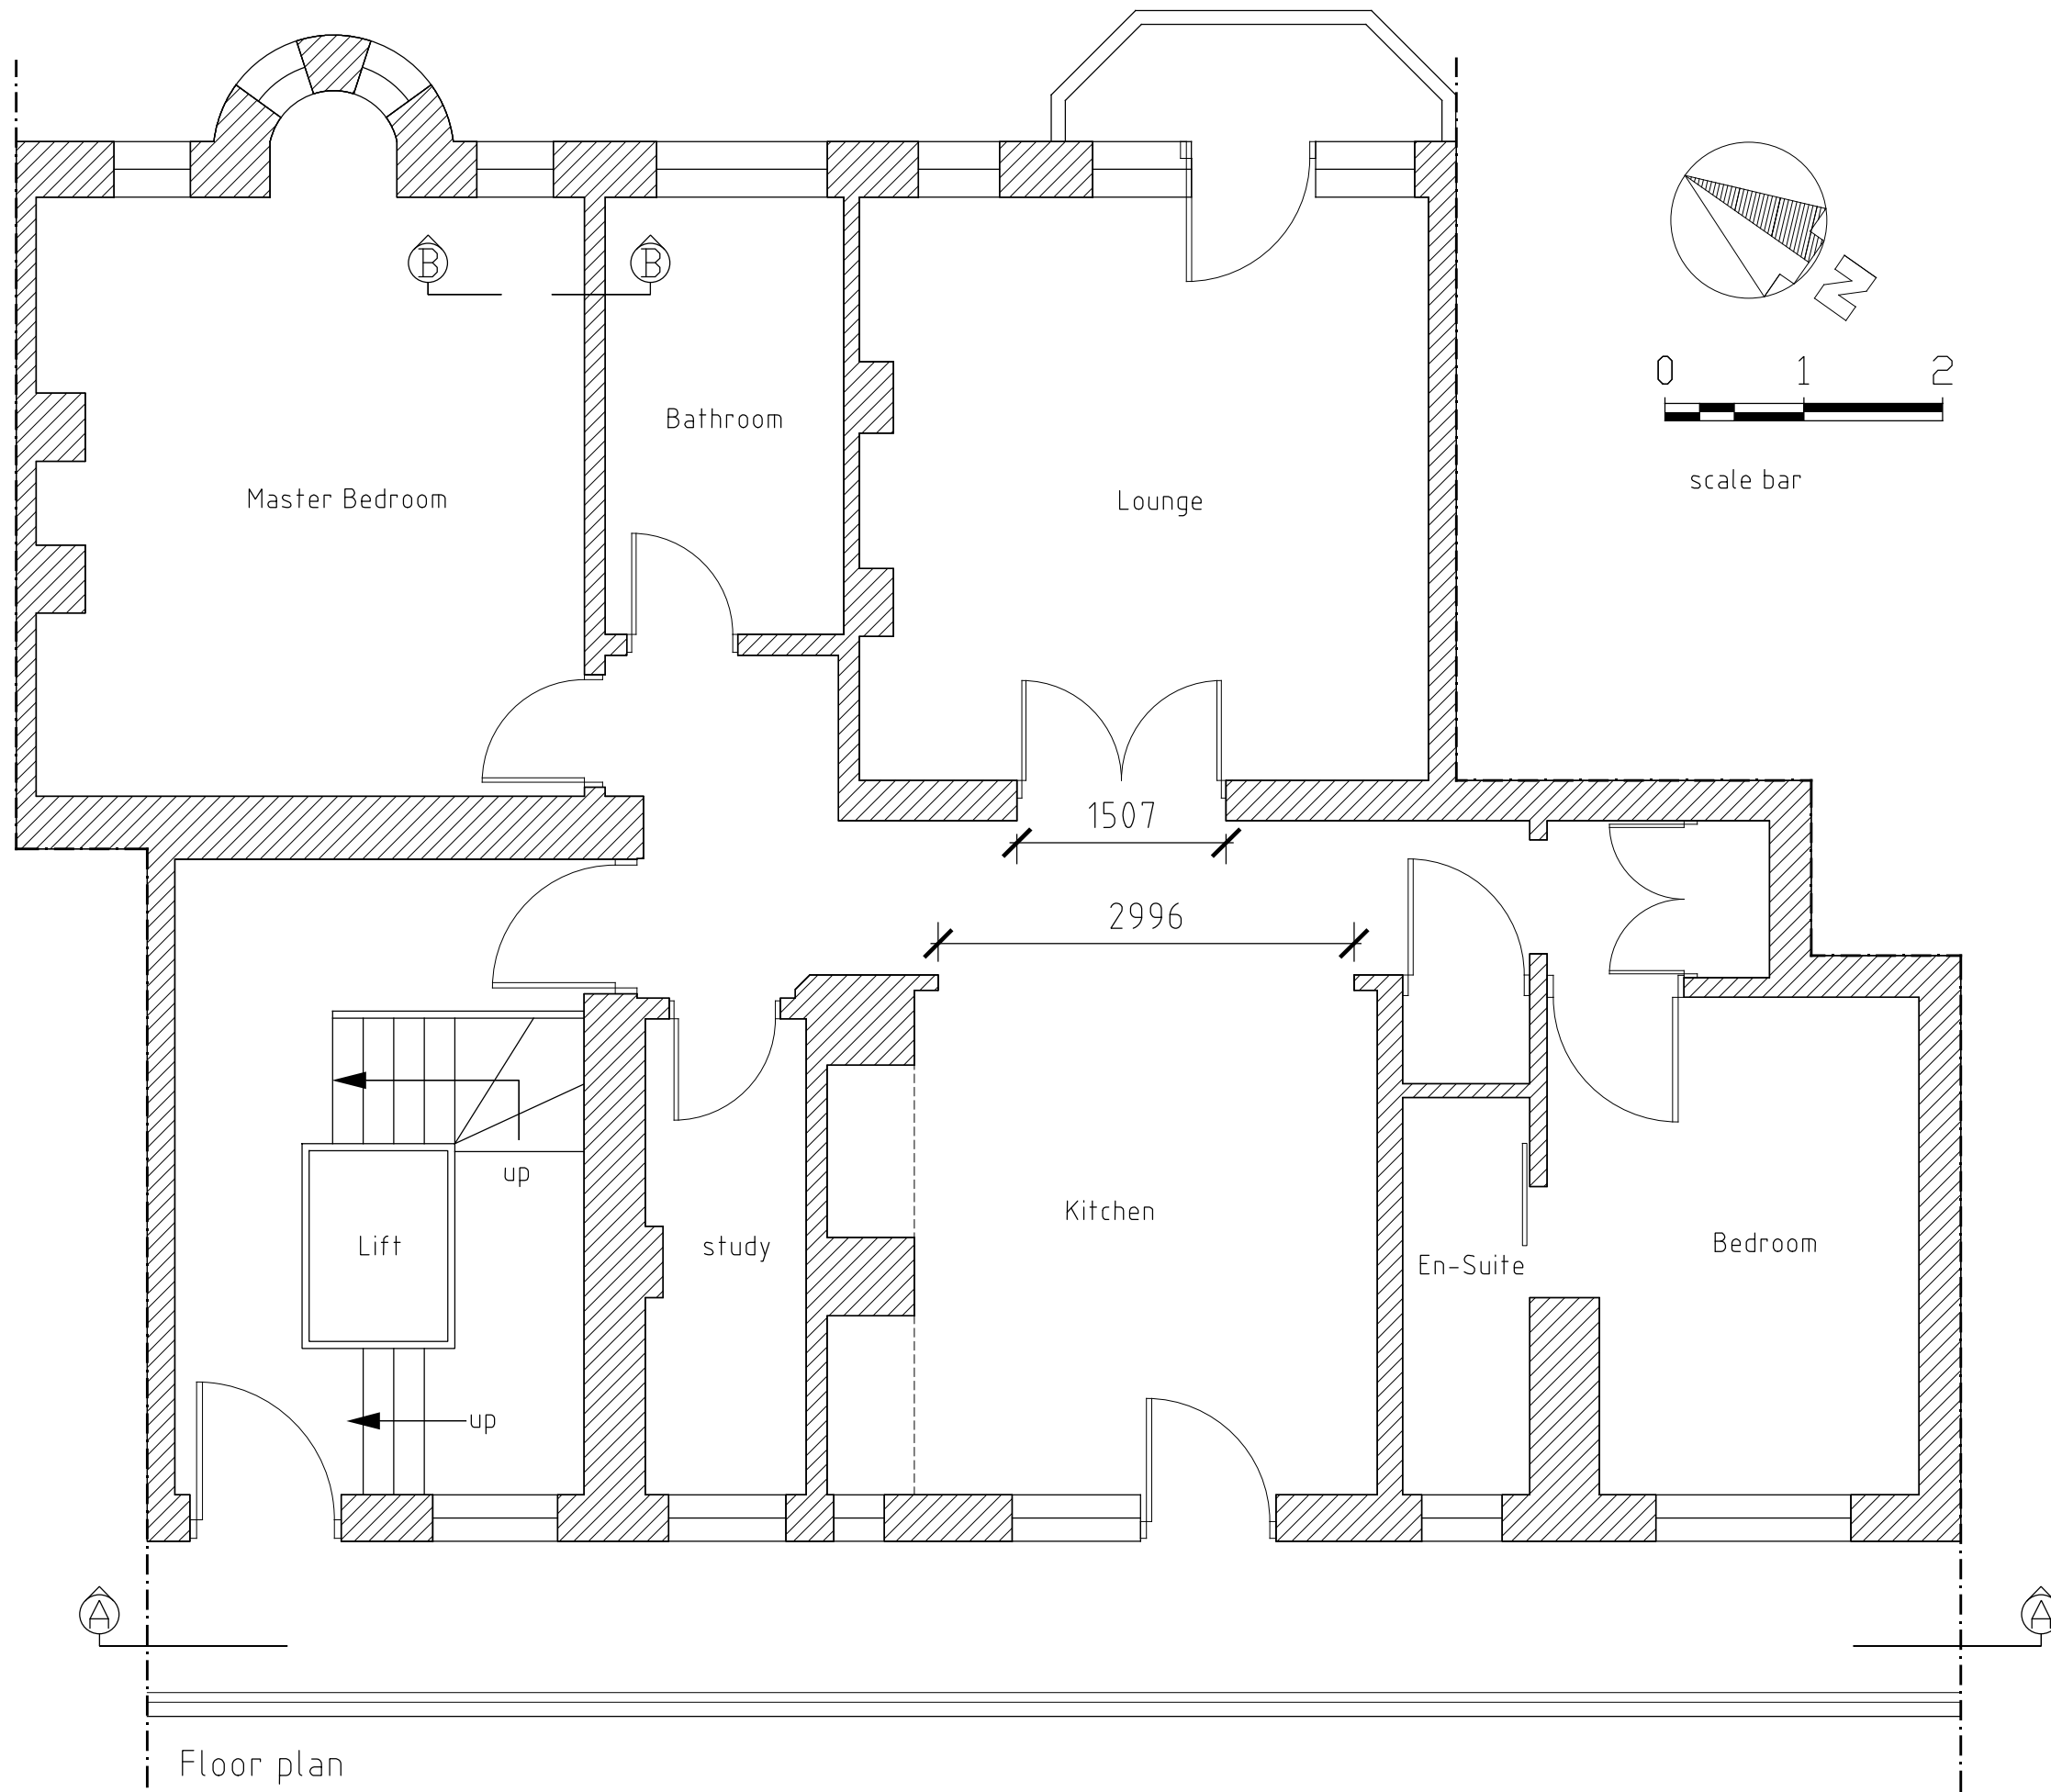 B B
N
0 1 2
Bathroom
scale bar
Master Bedroom
Lounge
1507
2996
up
Kitchen
Lift
study
Bedroom
En-Suite
up
A A
Floor plan